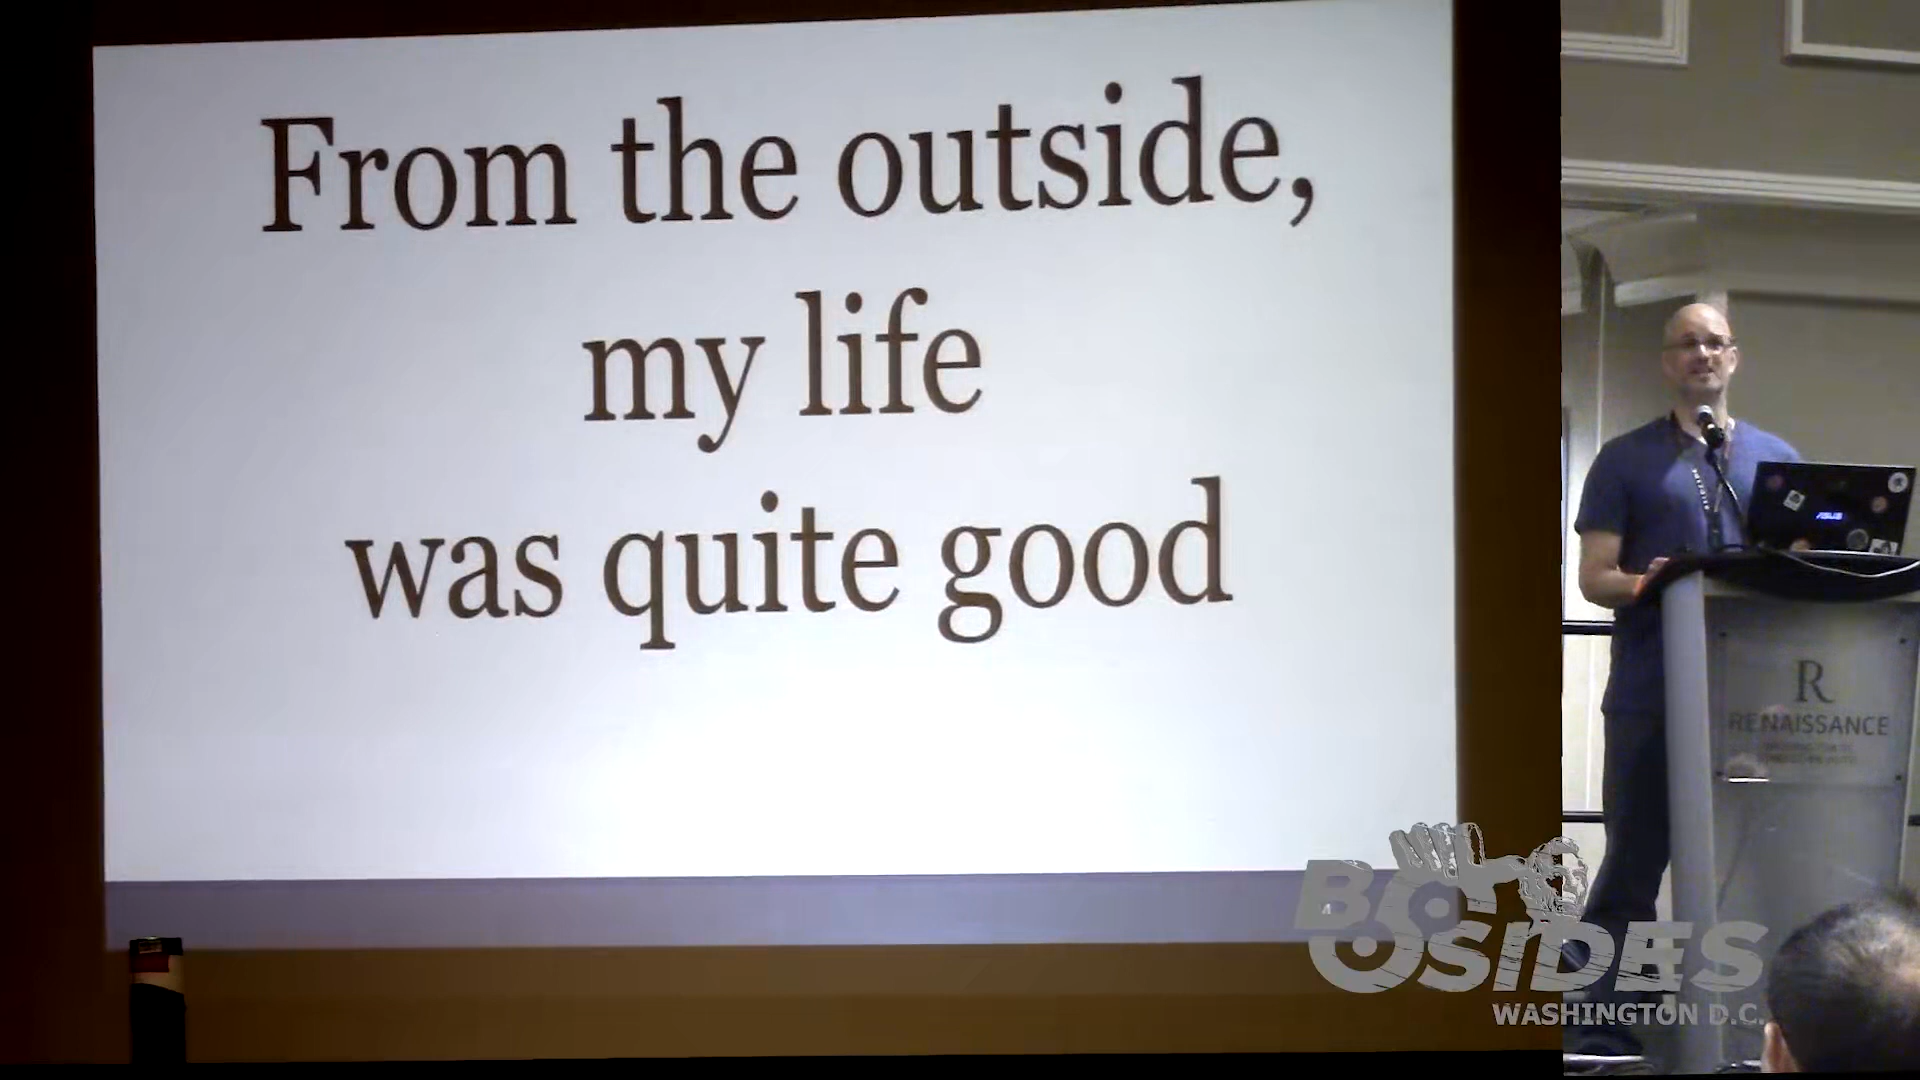 From the outside,
my life
was quite good
ASUS
R
RENAISSANCE
BSIDES
WASHINGTON D.C.